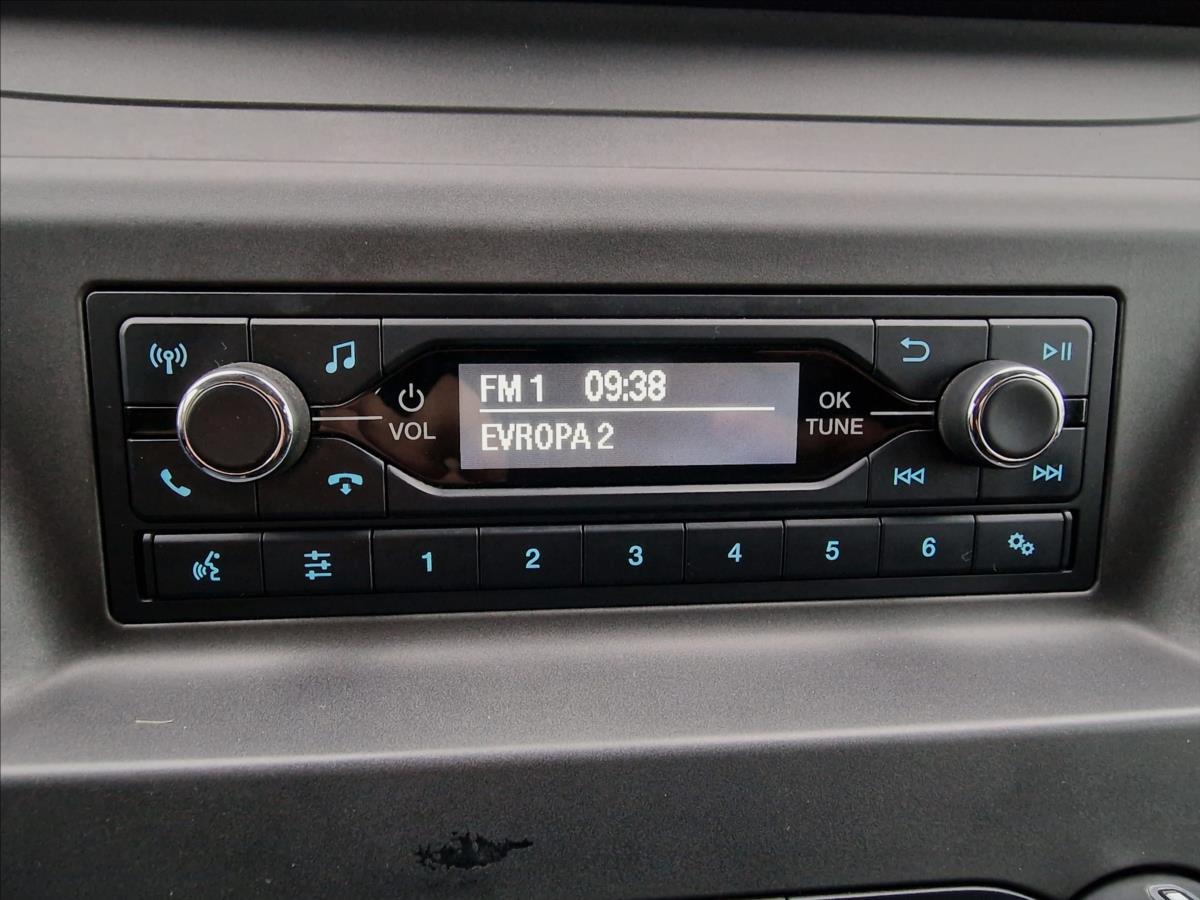 FM 1 09:38
EVROPA 2
VOL
OK
TUNE
1 2 3 4 5 6